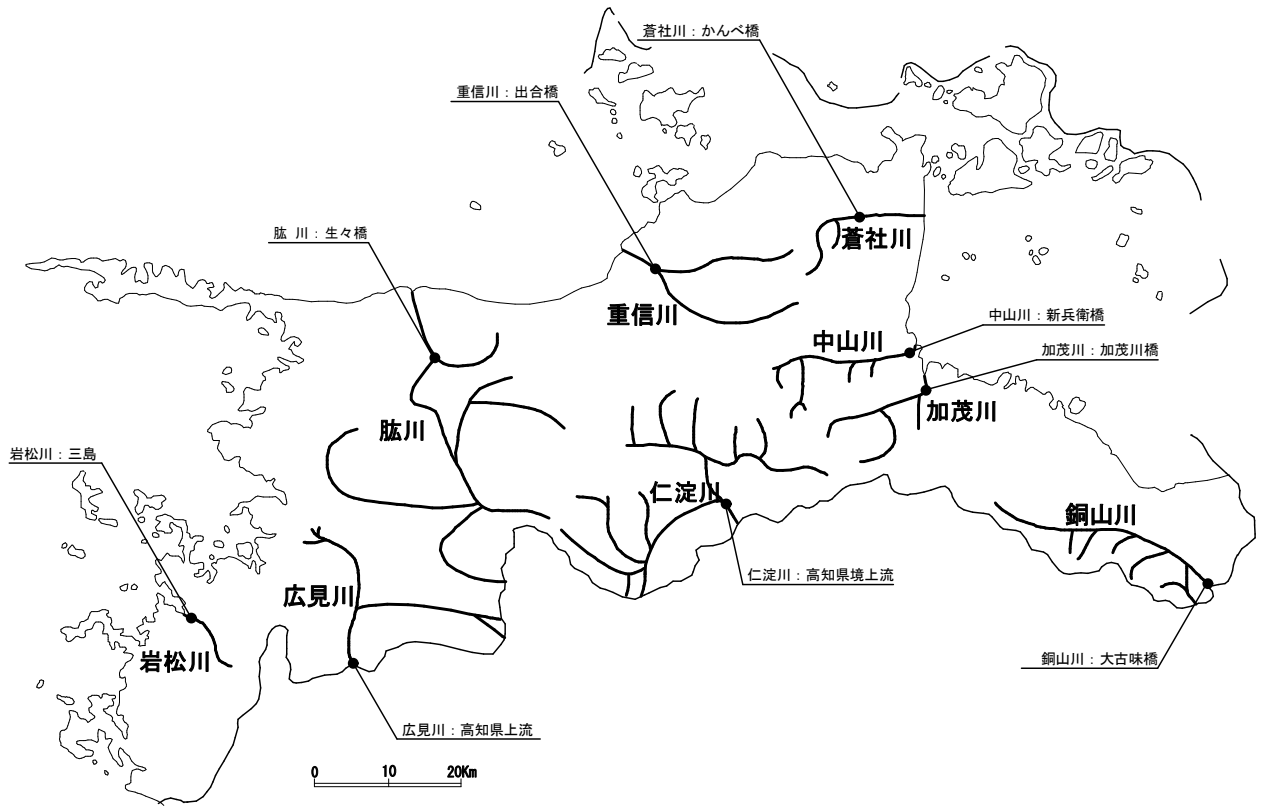 蒼社川：かんべ橋
重信川：出合橋
肱 川：生々橋
蒼社川
重信川
中山川：新兵衛橋
中山川
加茂川：加茂川橋
加茂川
肱川
岩松川：三島
仁淀川
銅山川
仁淀川：高知県境上流
広見川
岩松川
銅山川：大古味橋
広見川：高知県上流
0 10 20Km